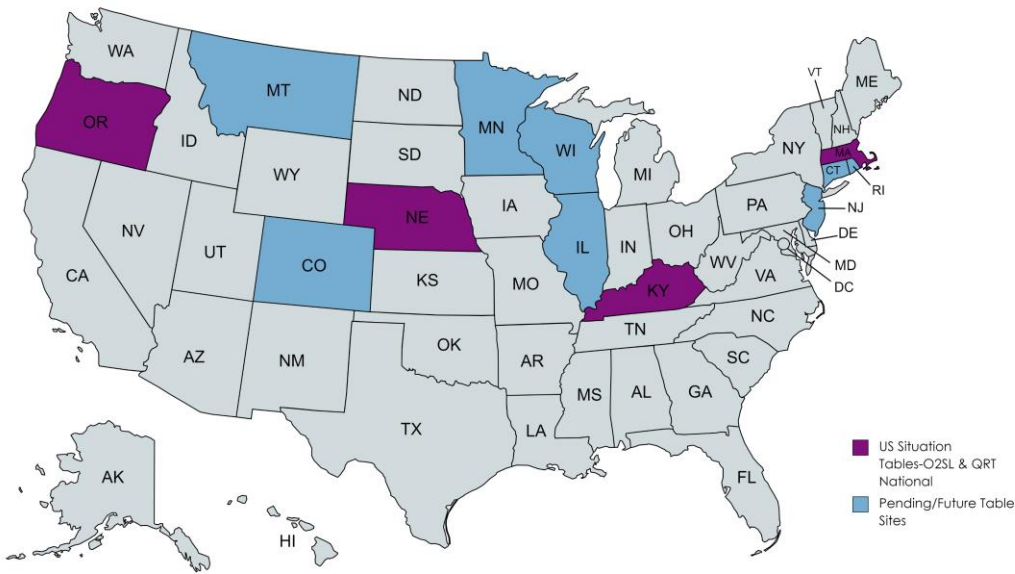 WA
MT
ND
MN
VT
ME
OR
ID
SD
WI
NH
NY
MA
CT
RI
WY
MI
NJ
NE
IA
PA
DE
NV
UT
CO
IL
IN
OH
MD
WV
DC
CA
KS
MO
KY
VA
NC
TN
AZ
NM
OK
AR
SC
MS
AL
GA
TX
LA
FL
AK
HI
US Situation
Tables-O2SL & QRT
National
Pending/Future Table
Sites